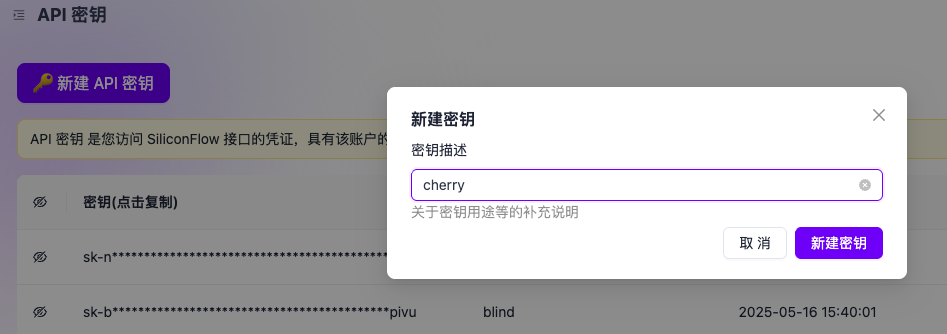 API 密钥
🔑 新建 API 密钥
API 密钥 是您访问 SiliconFlow 接口的凭证，具有该账户的
新建密钥
密钥描述
cherry
关于密钥用途等的补充说明
取 消
新建密钥
密钥(点击复制)
sk-n**************************************
sk-b**************************************pivu blind 2025-05-16 15:40:01